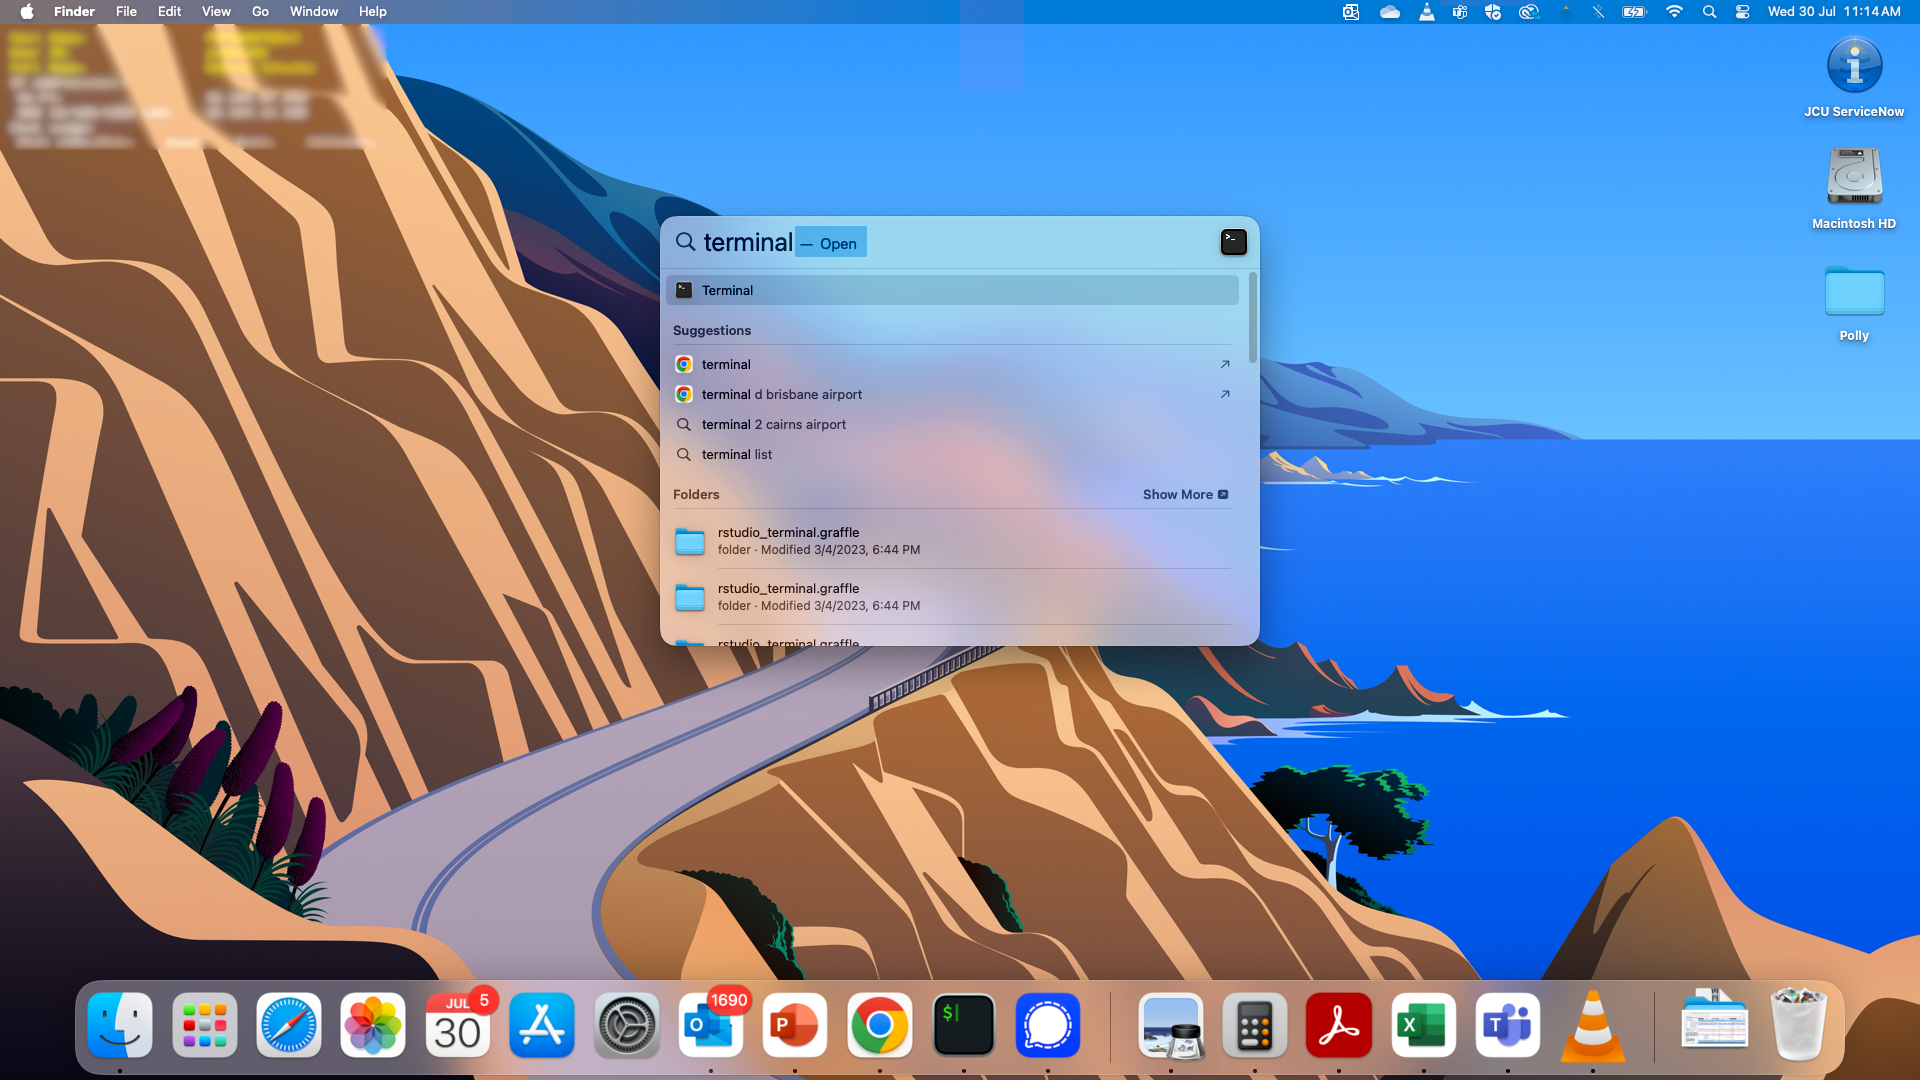 Finder File Edit View Go Window Help
Wed 30 Jul 11:14 AM
JCU ServiceNow
Macintosh HD
Polly
terminal — Open
Terminal
Suggestions
terminal
terminal d brisbane airport
terminal 2 cairns airport
terminal list
Folders Show More
rstudio_terminal.graffle
folder · Modified 3/4/2023, 6:44 PM
rstudio_terminal.graffle
folder · Modified 3/4/2023, 6:44 PM
rstudio_terminal.graffle
JUL 5
30
1690
O
P
$
X
T